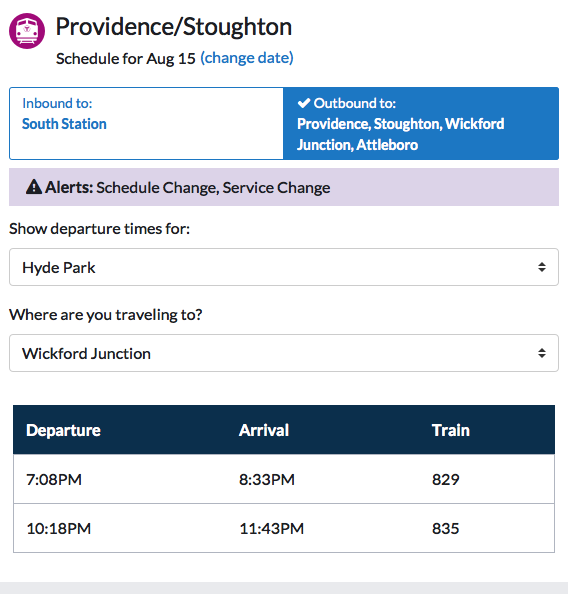 Providence/Stoughton
Schedule for Aug 15 (change date)
Inbound to:
South Station
Outbound to:
Providence, Stoughton, Wickford
Junction, Attleboro
Alerts: Schedule Change, Service Change
Show departure times for:
Hyde Park
Where are you traveling to?
Wickford Junction
Departure Arrival Train
7:08PM 8:33PM 829
10:18PM 11:43PM 835